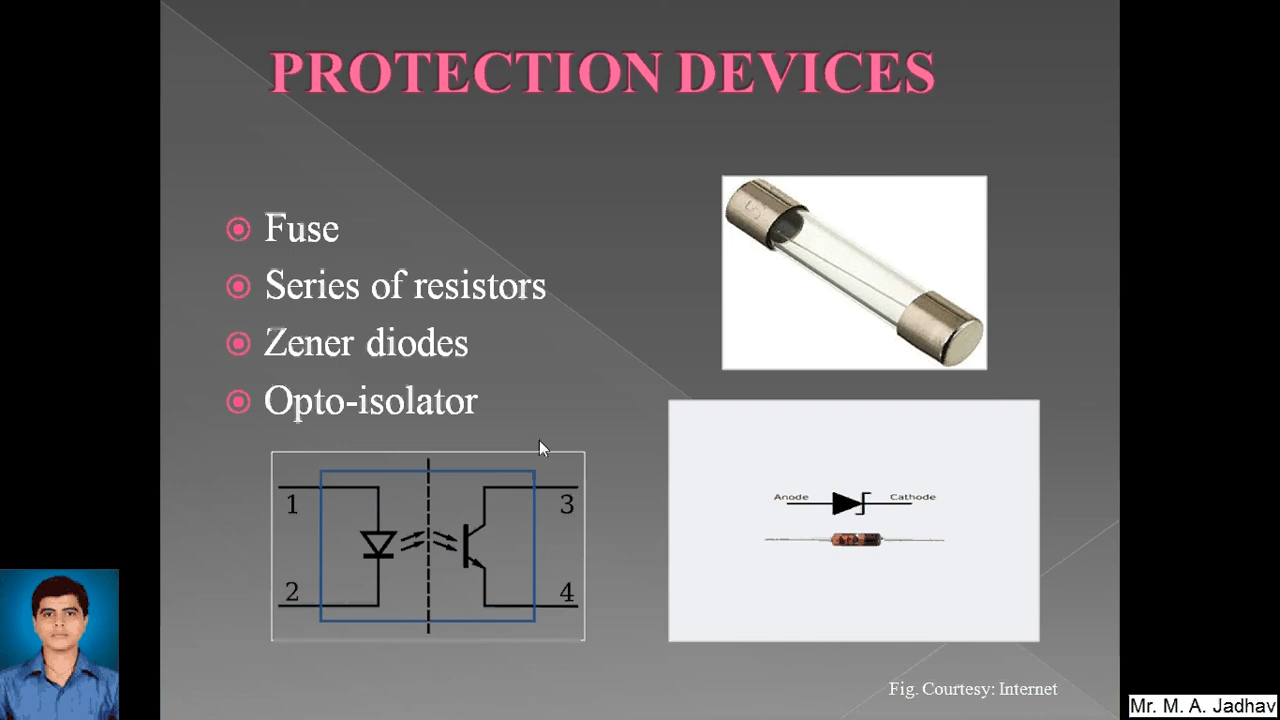 PROTECTION DEVICES
Fuse
Series of resistors
Zener diodes
Opto-isolator
1
2
3
4
Anode
Cathode
Fig. Courtesy: Internet
Mr. M. A. Jadhav